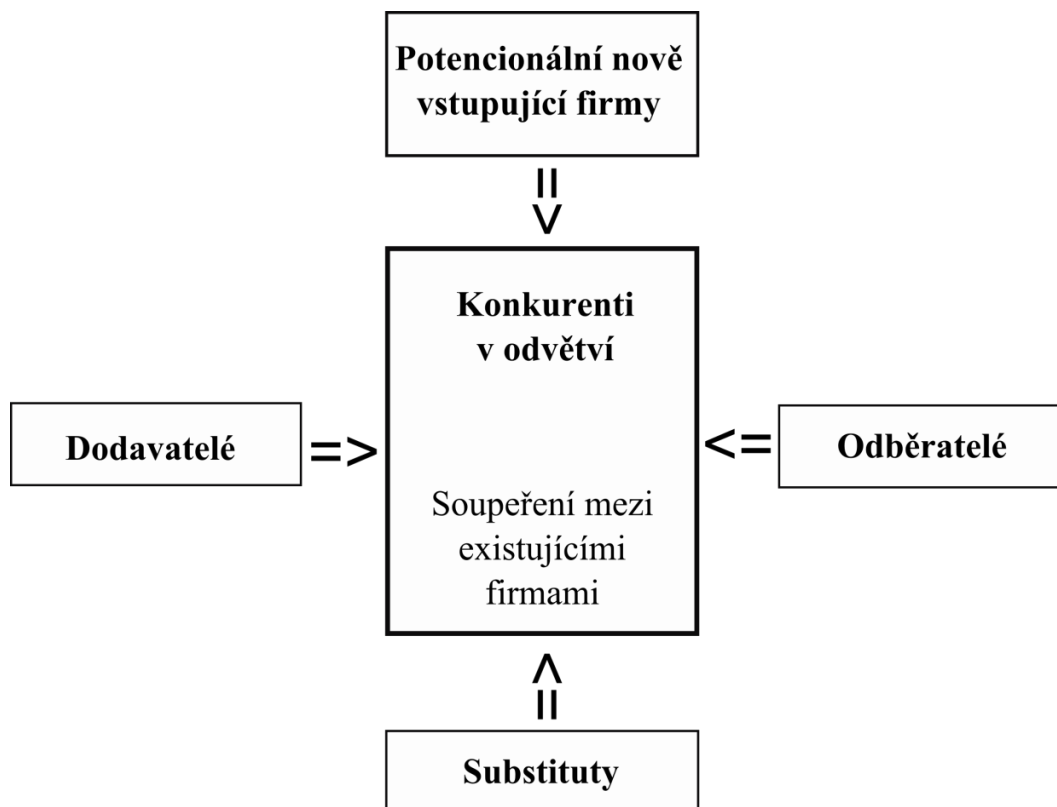 Potencionální nově
vstupující firmy
Konkurenti
v odvětví
Dodavatelé
Odběratelé
Soupeření mezi
existujícími
firmami
Substituty